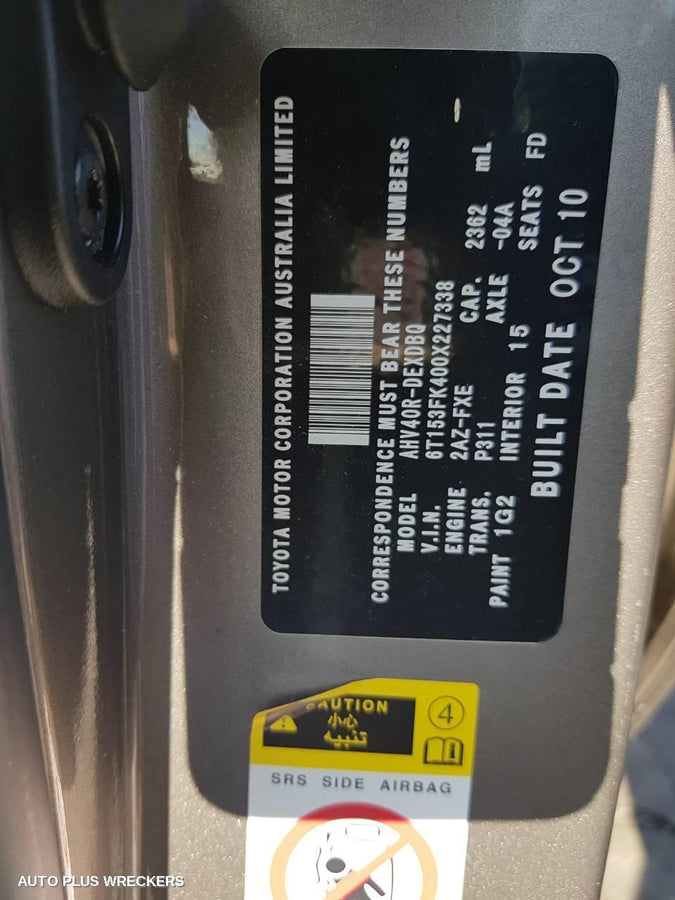 TOYOTA MOTOR CORPORATION AUSTRALIA LIMITED
CORRESPONDENCE MUST BEAR THESE NUMBERS
MODEL AHV40R-DEXDBQ
V.I.N. 6T153FK400X227338
ENGINE 2AZ-FXE CAP. 2362 mL
TRANS. P311 AXLE -04A
PAINT 1G2 INTERIOR 15 SEATS FD
BUILT DATE OCT 10
CAUTION
تنبيه
4
SRS SIDE AIRBAG
AUTO PLUS WRECKERS